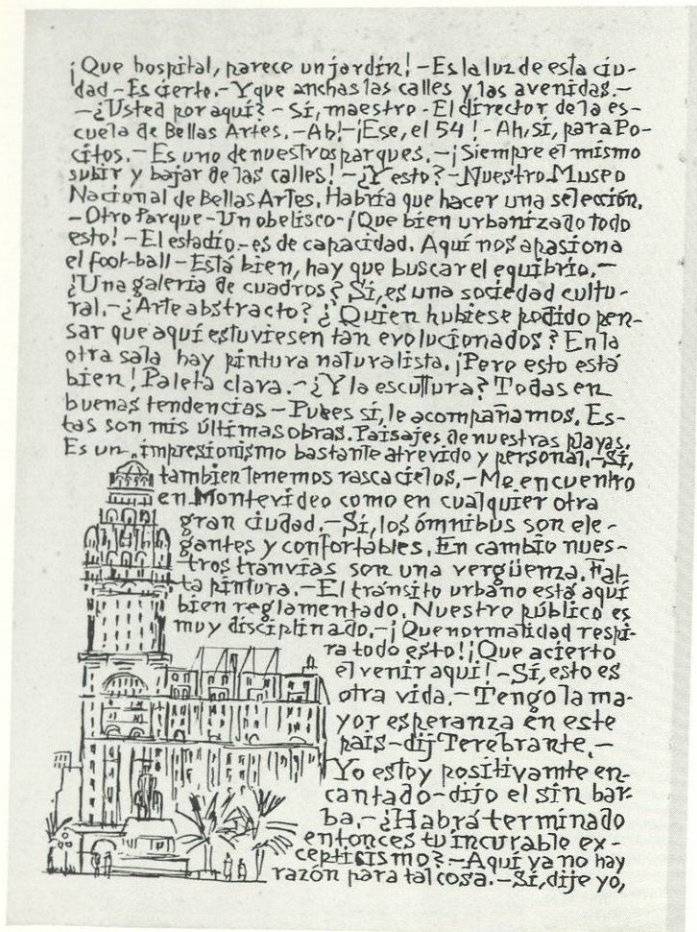 ¡Que hospital, parece un jardín! - Es la luz de esta ciu-
dad - Es cierto. - Y que anchas las calles y las avenidas. -
- ¿Usted por aquí? - Sí, maestro - El director de la es-
cuela de Bellas Artes. - Ah! - ¡Ese, el 54! - Ah, sí, para Po-
citos. - Es uno de nuestros parques. - ¡Siempre el mismo
subir y bajar de las calles! - ¿Y esto? - Nuestro Museo
Nacional de Bellas Artes. Habría que hacer una selección.
- Otro Parque - Un obelisco - ¡Que bien urbanizado todo
esto! - El estadio. - es de capacidad. Aquí nos apasiona
el foot-ball - Está bien, hay que buscar el equibrio. -
¿Una galería de cuadros? Sí, es una sociedad cultu-
ral. - ¿Arte abstracto? ¿Quien hubiese podido pen-
sar que aquí estuviesen tan evolucionados? En la
otra sala hay pintura naturalista. ¡Pero esto está
bien! Paleta clara. - ¿Y la escultura? Todas en
buenas tendencias - Pues sí, le acompañamos. Es-
tas son mis últimas obras. Paisajes de nuestras playas.
Es un impresionismo bastante atrevido y personal. - Sí,
tambien tenemos rascacielos. - Me encuentro
en Montevideo como en cualquier otra
gran ciudad. - Sí, los ómnibus son ele-
gantes y confortables. En cambio nues-
tros tranvías son una vergüenza. Fal-
ta pintura. - El tránsito urbano está aquí
bien reglamentado. Nuestro público es
muy disciplinado. - ¡Que normalidad respi-
ra todo esto! ¡Que acierto
el venir aquí! - Sí, esto es
otra vida. - Tengo la ma-
yor esperanza en este
país - dij Terebrante. -
Yo estoy positivamte en-
cantado - dijo el sin bar-
ba. - ¿Habrá terminado
entonces tu incurable ex-
cepticismo? - Aquí ya no hay
razón para tal cosa. - Sí, dije yo,